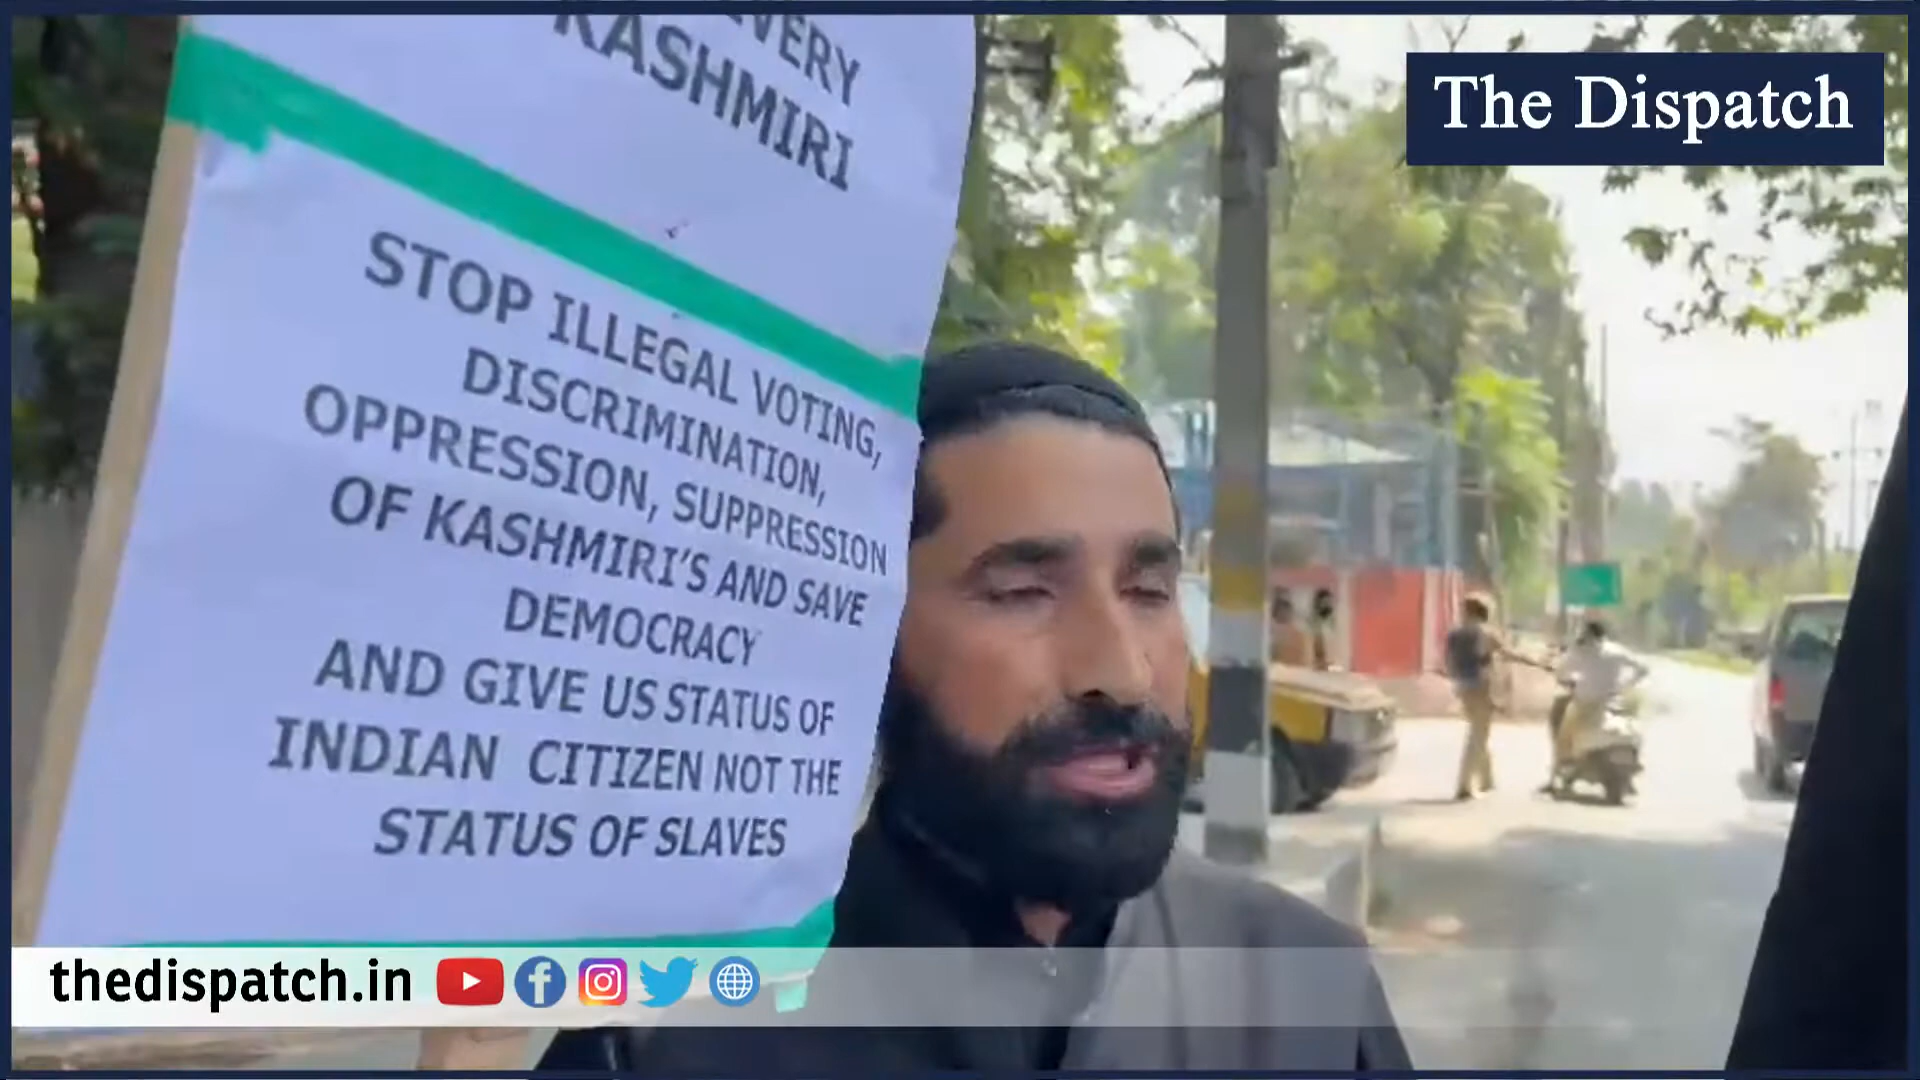 KASHMIRI
The Dispatch
STOP ILLEGAL VOTING,
DISCRIMINATION,
OPPRESSION, SUPPRESSION
OF KASHMIRI'S AND SAVE
DEMOCRACY
AND GIVE US STATUS OF
INDIAN CITIZEN NOT THE
STATUS OF SLAVES
thedispatch.in